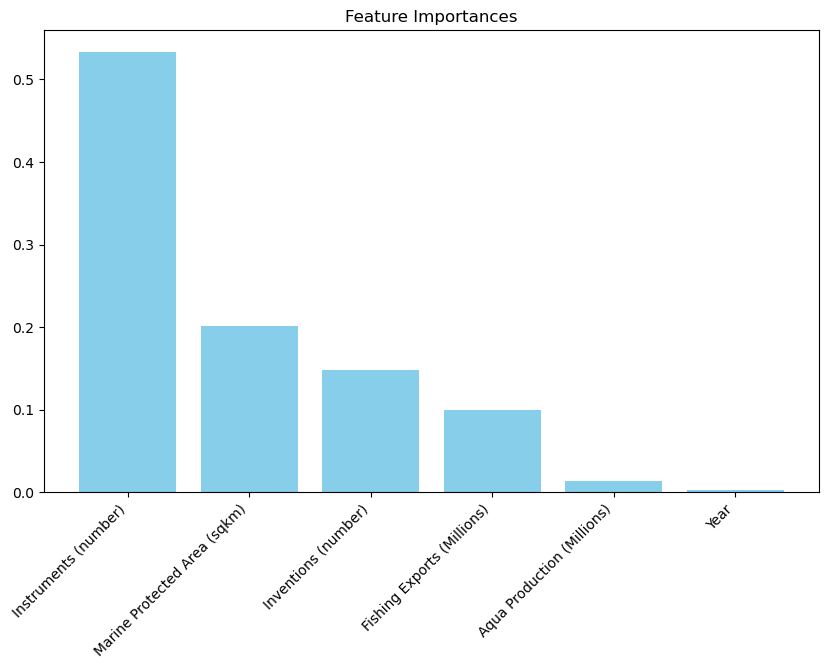 Feature Importances
0.5
0.4
0.3
0.2
0.1
0.0
Instruments (number)
Marine Protected Area (sqkm)
Inventions (number)
Fishing Exports (Millions)
Aqua Production (Millions)
Year